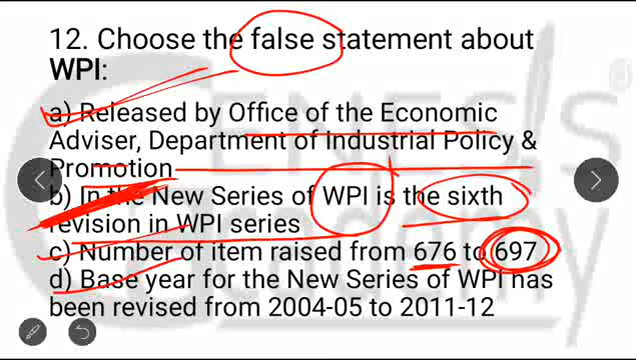 12. Choose the false statement about
WPI:
a) Released by Office of the Economic
Adviser, Department of Industrial Policy &
Promotion
b) In the New Series of WPI is the sixth
revision in WPI series
c) Number of item raised from 676 to 697
d) Base year for the New Series of WPI has
been revised from 2004-05 to 2011-12
GENESIS
Academy